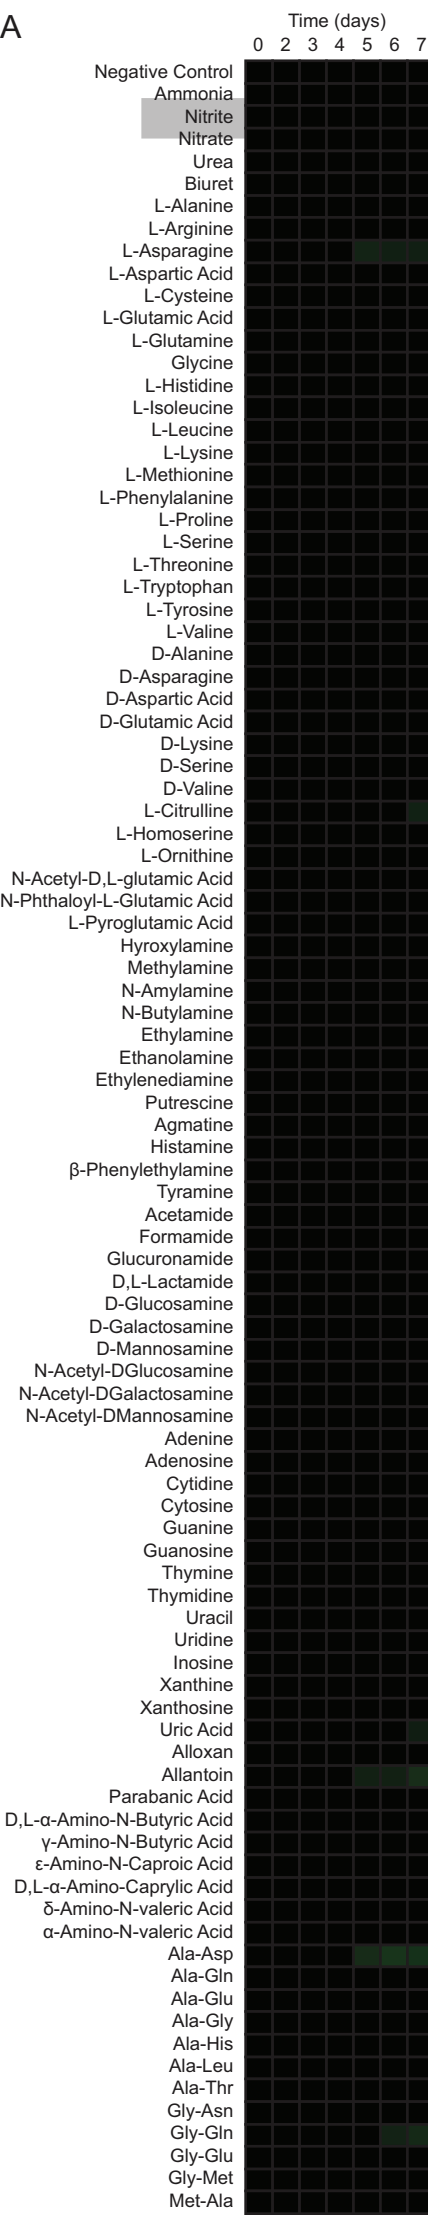 A
Time (days)
0 2 3 4 5 6 7
Negative Control
Ammonia
Nitrite
Nitrate
Urea
Biuret
L-Alanine
L-Arginine
L-Asparagine
L-Aspartic Acid
L-Cysteine
L-Glutamic Acid
L-Glutamine
Glycine
L-Histidine
L-Isoleucine
L-Leucine
L-Lysine
L-Methionine
L-Phenylalanine
L-Proline
L-Serine
L-Threonine
L-Tryptophan
L-Tyrosine
L-Valine
D-Alanine
D-Asparagine
D-Aspartic Acid
D-Glutamic Acid
D-Lysine
D-Serine
D-Valine
L-Citrulline
L-Homoserine
L-Ornithine
N-Acetyl-D,L-glutamic Acid
N-Phthaloyl-L-Glutamic Acid
L-Pyroglutamic Acid
Hyroxylamine
Methylamine
N-Amylamine
N-Butylamine
Ethylamine
Ethanolamine
Ethylenediamine
Putrescine
Agmatine
Histamine
β-Phenylethylamine
Tyramine
Acetamide
Formamide
Glucuronamide
D,L-Lactamide
D-Glucosamine
D-Galactosamine
D-Mannosamine
N-Acetyl-DGlucosamine
N-Acetyl-DGalactosamine
N-Acetyl-DMannosamine
Adenine
Adenosine
Cytidine
Cytosine
Guanine
Guanosine
Thymine
Thymidine
Uracil
Uridine
Inosine
Xanthine
Xanthosine
Uric Acid
Alloxan
Allantoin
Parabanic Acid
D,L-α-Amino-N-Butyric Acid
γ-Amino-N-Butyric Acid
ε-Amino-N-Caproic Acid
D,L-α-Amino-Caprylic Acid
δ-Amino-N-valeric Acid
α-Amino-N-valeric Acid
Ala-Asp
Ala-Gln
Ala-Glu
Ala-Gly
Ala-His
Ala-Leu
Ala-Thr
Gly-Asn
Gly-Gln
Gly-Glu
Gly-Met
Met-Ala